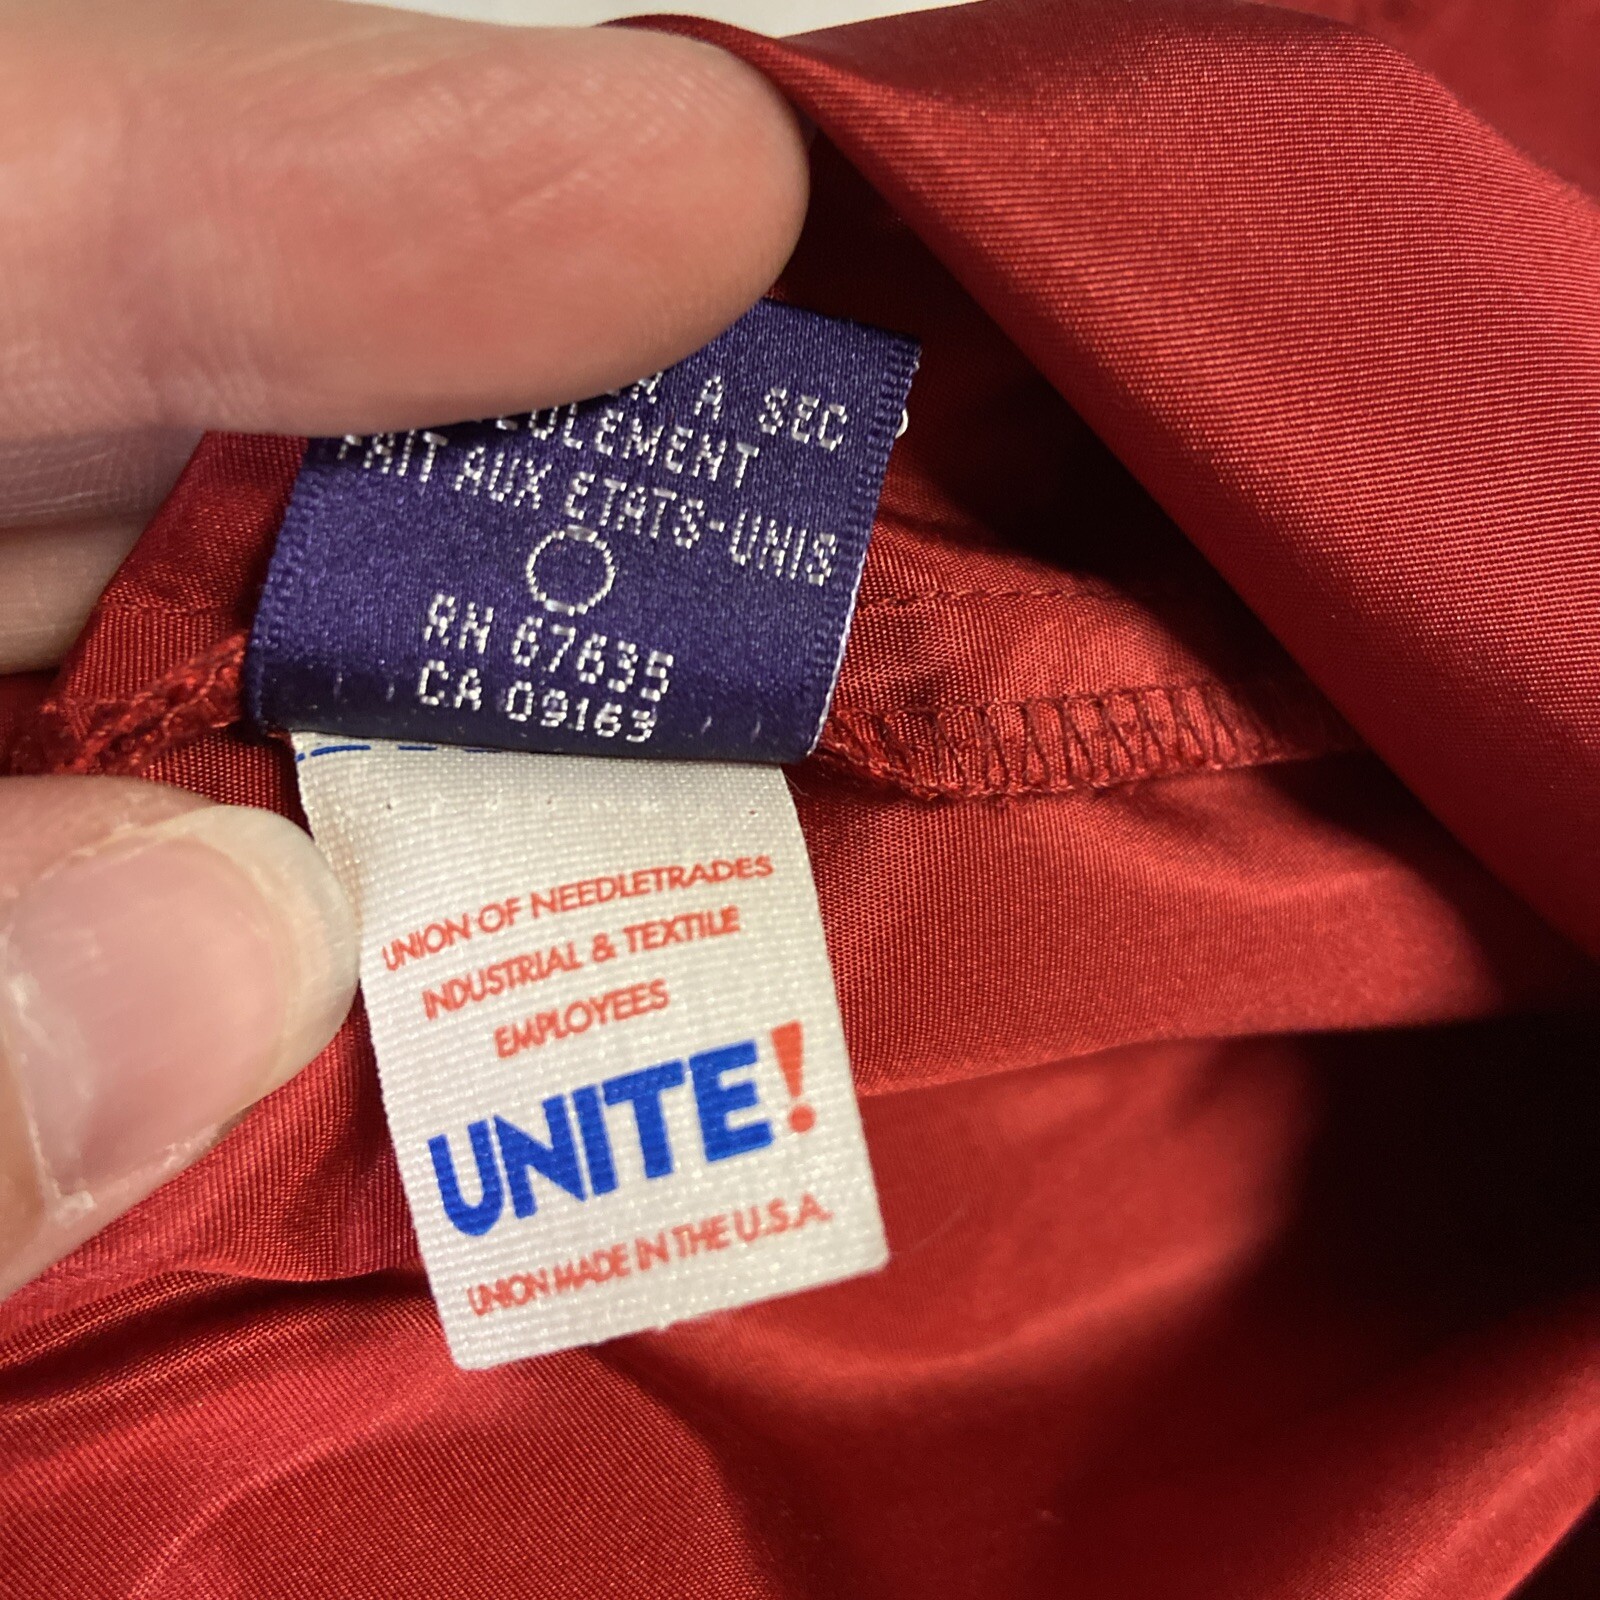 A SEC
FAIT AUX ETATS-UNIS
RN 67635
CA 09163
UNION OF NEEDLETRADES
INDUSTRIAL & TEXTILE
EMPLOYEES
UNITE!
UNION MADE IN THE U.S.A.